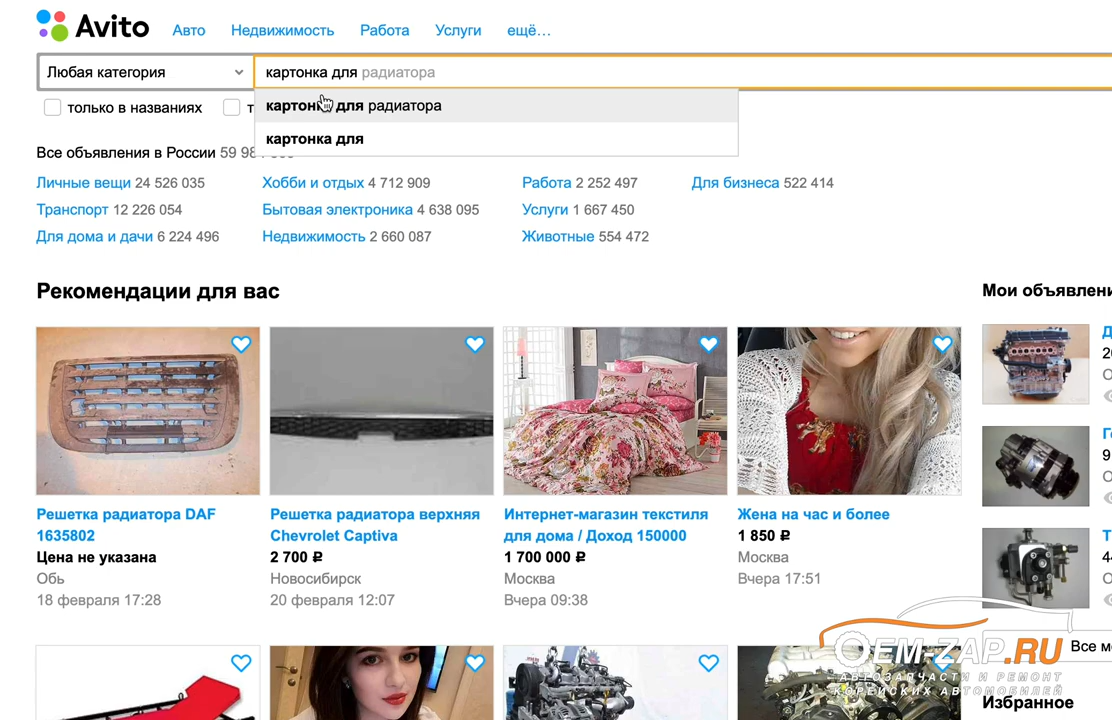 Avito Авто Недвижимость Работа Услуги ещё...
Любая категория картонка для радиатора
только в названиях
картонка для радиатора
картонка для
Все объявления в России
Личные вещи 24 526 035 Хобби и отдых 4 712 909 Работа 2 252 497 Для бизнеса 522 414
Транспорт 12 226 054 Бытовая электроника 4 638 095 Услуги 1 667 450
Для дома и дачи 6 224 496 Недвижимость 2 660 087 Животные 554 472
Рекомендации для вас
Мои объявлени
Решетка радиатора DAF 1635802
Цена не указана
Обь
18 февраля 17:28
Решетка радиатора верхняя Chevrolet Captiva
2 700 ₽
Новосибирск
20 февраля 12:07
Интернет-магазин текстиля для дома / Доход 150000
1 700 000 ₽
Москва
Вчера 09:38
Жена на час и более
1 850 ₽
Москва
Вчера 17:51
OEM-ZAP.RU
АВТОЗАПЧАСТИ И РЕМОНТ
КОРЕЙСКИХ АВТОМОБИЛЕЙ
Все
Избранное